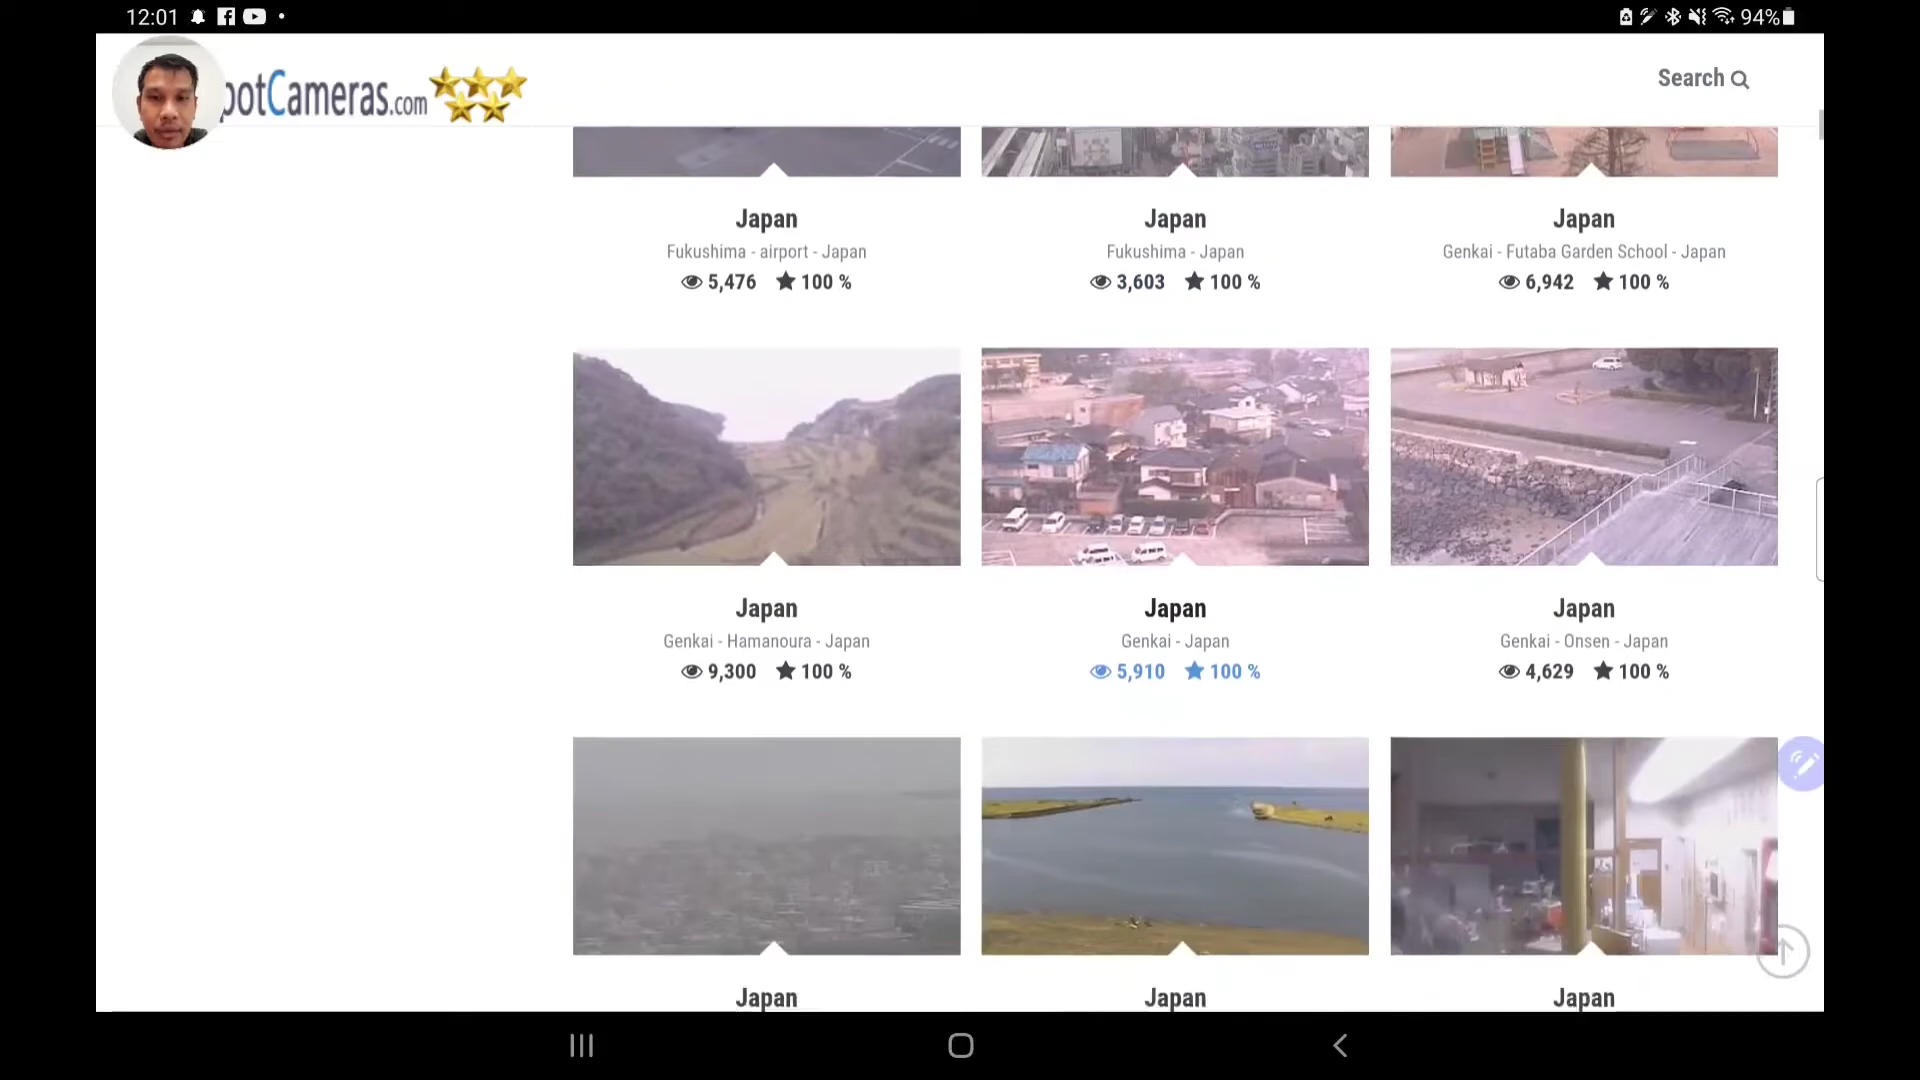 12:01
94%
potCameras.com
Search
Japan
Fukushima - airport - Japan
5,476 100 %
Japan
Fukushima - Japan
3,603 100 %
Japan
Genkai - Futaba Garden School - Japan
6,942 100 %
Japan
Genkai - Hamanoura - Japan
9,300 100 %
Japan
Genkai - Japan
5,910 100 %
Japan
Genkai - Onsen - Japan
4,629 100 %
Japan
Japan
Japan